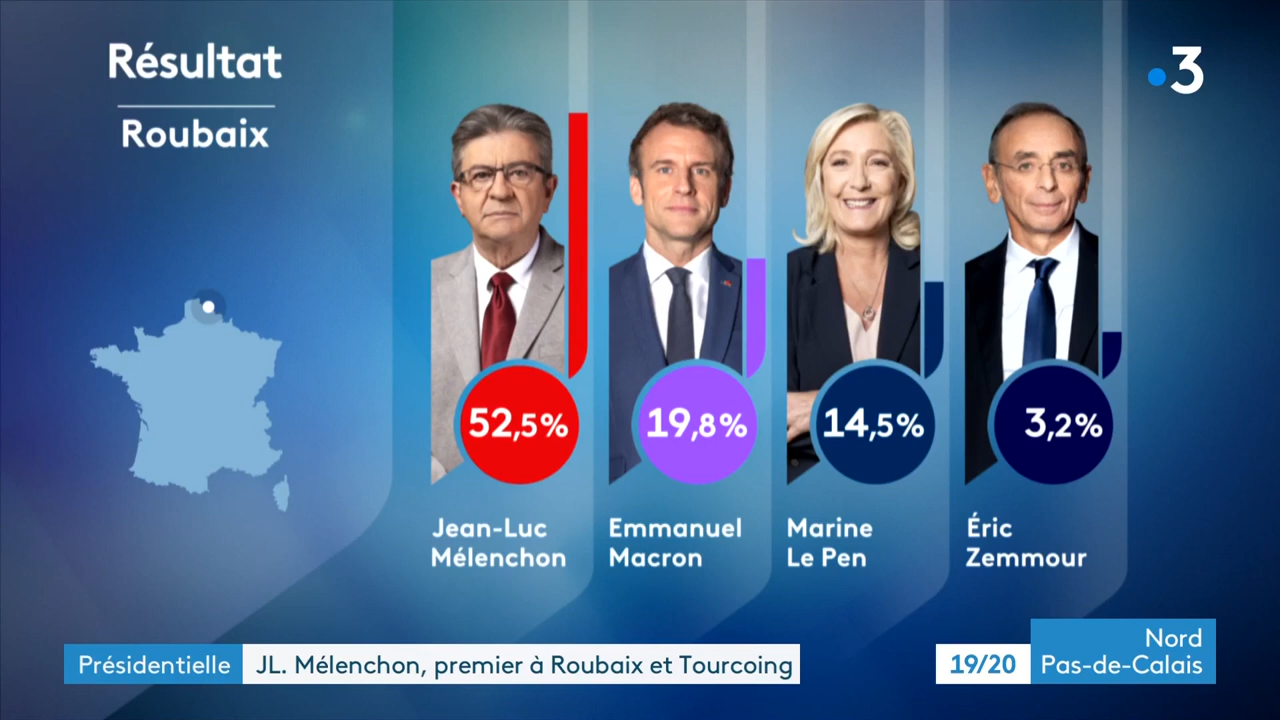 Résultat
Roubaix
3
52,5%
19,8%
14,5%
3,2%
Jean-Luc
Mélenchon
Emmanuel
Macron
Marine
Le Pen
Éric
Zemmour
Présidentielle
JL. Mélenchon, premier à Roubaix et Tourcoing
19/20
Nord
Pas-de-Calais